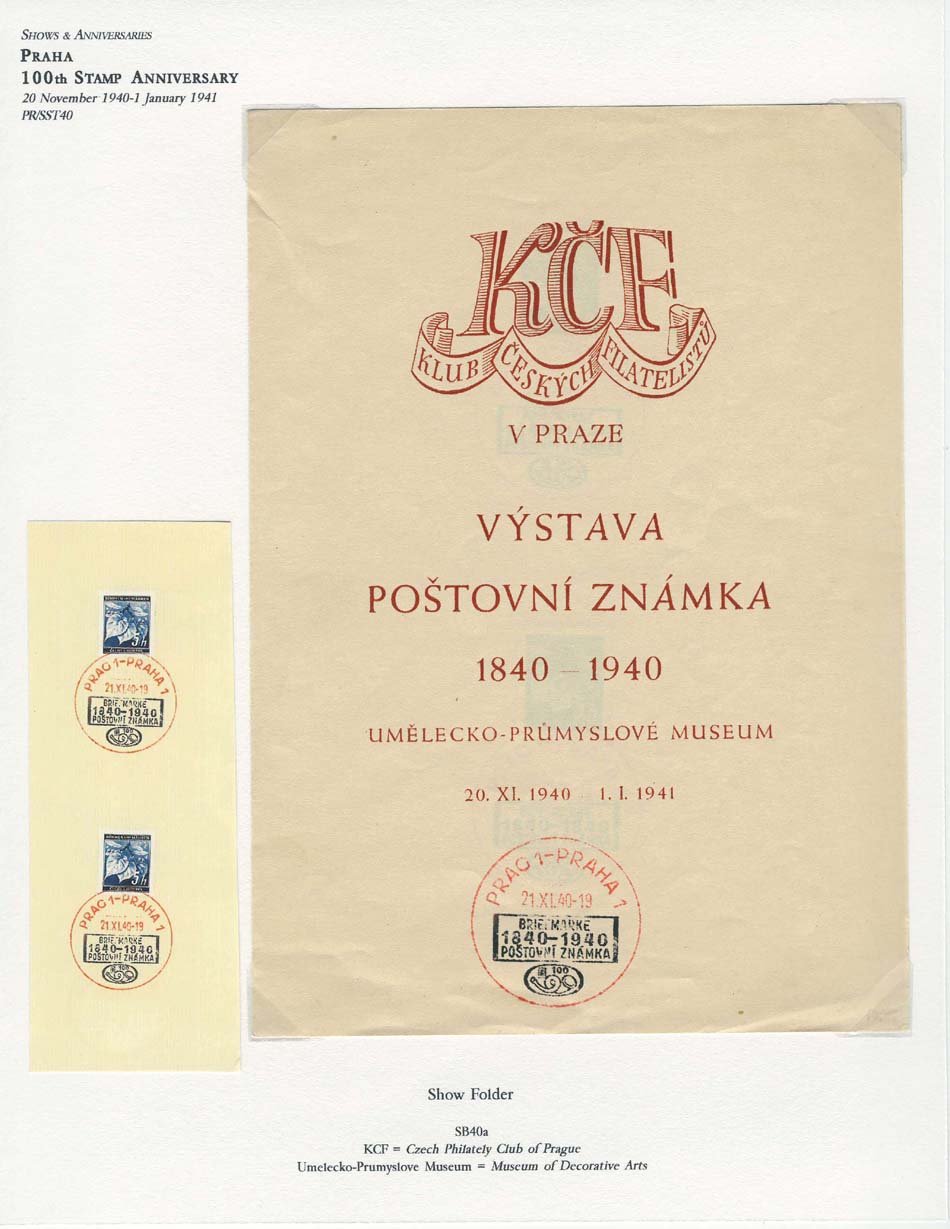 SHOWS & ANNIVERSARIES
PRAHA
100th STAMP ANNIVERSARY
20 November 1940-1 January 1941
PR/SST40
KČF
KLUB ČESKÝCH FILATELISTŮ
V PRAZE
VÝSTAVA
POŠTOVNÍ ZNÁMKA
1840 – 1940
UMĚLECKO-PRŮMYSLOVÉ MUSEUM
20. XI. 1940 – 1. I. 1941
PRAG 1-PRAHA 1
21.XI.40-19
BRIEFMARKE
1840-1940
POŠTOVNÍ ZNÁMKA
100
5h
PRAG 1-PRAHA 1
21.XI.40-19
BRIEFMARKE
1840-1940
POŠTOVNÍ ZNÁMKA
100
5h
PRAG 1-PRAHA 1
21.XI.40-19
BRIEFMARKE
1840-1940
POŠTOVNÍ ZNÁMKA
100
Show Folder
SB40a
KCF = Czech Philately Club of Prague
Umelecko-Prumyslove Museum = Museum of Decorative Arts